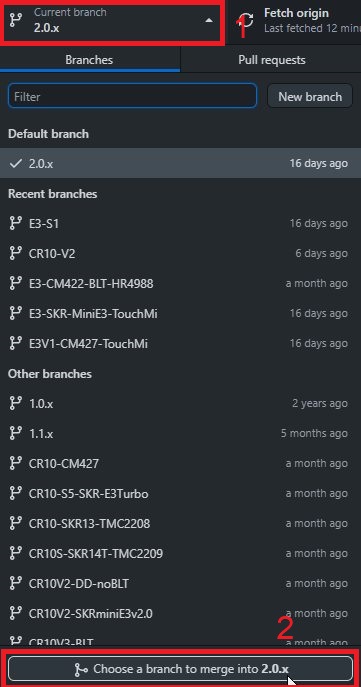 Current branch
2.0.x
1
Fetch origin
Last fetched 12 min
Branches
Pull requests
Filter
New branch
Default branch
2.0.x 16 days ago
Recent branches
E3-S1 16 days ago
CR10-V2 6 days ago
E3-CM422-BLT-HR4988 a month ago
E3-SKR-MiniE3-TouchMi 16 days ago
E3V1-CM427-TouchMi 16 days ago
Other branches
1.0.x 2 years ago
1.1.x 5 months ago
CR10-CM427 a month ago
CR10-S5-SKR-E3Turbo a month ago
CR10-SKR13-TMC2208 a month ago
CR10S-SKR14T-TMC2209 a month ago
CR10V2-DD-noBLT a month ago
CR10V2-SKRminiE3v2.0 a month ago
CR10V3-BLT a month ago
2
Choose a branch to merge into 2.0.x